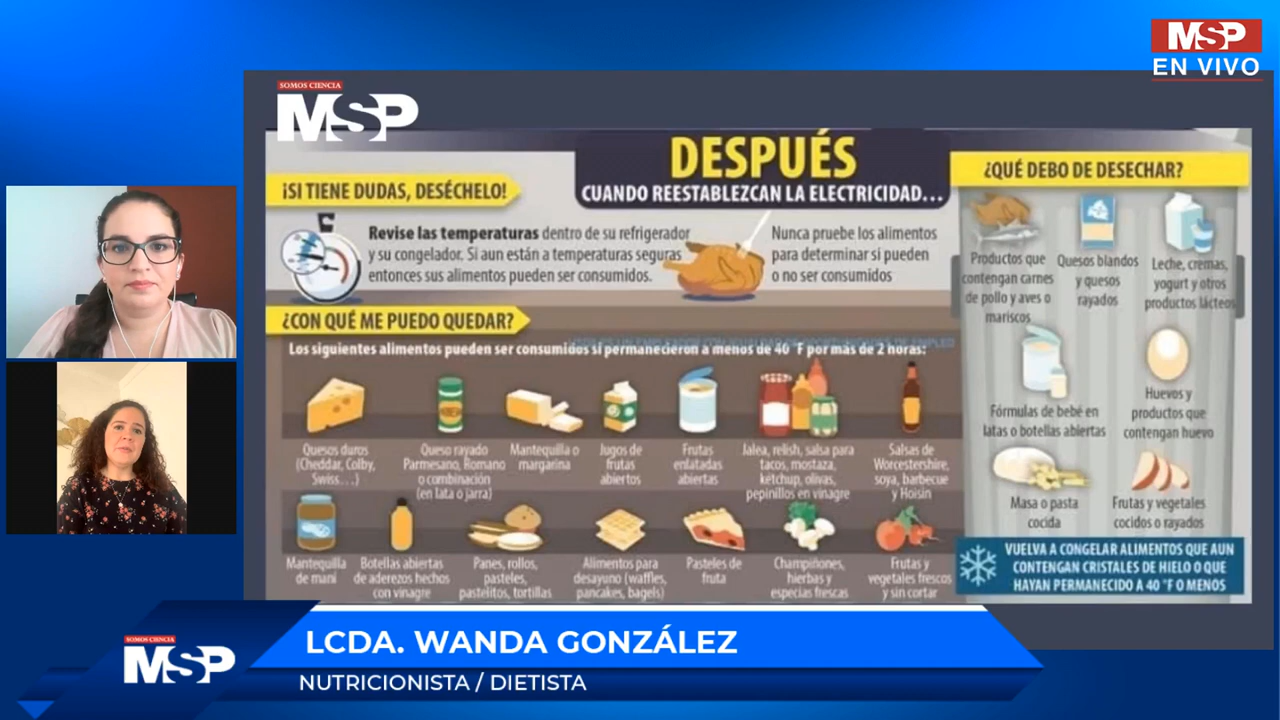 MSP
EN VIVO
SOMOS CIENCIA
MSP
DESPUÉS
CUANDO REESTABLEZCAN LA ELECTRICIDAD...
¡SI TIENE DUDAS, DESÉCHELO!
Revise las temperaturas dentro de su refrigerador
y su congelador. Si aun están a temperaturas seguras
entonces sus alimentos pueden ser consumidos.
Nunca pruebe los alimentos
para determinar si pueden
o no ser consumidos
¿CON QUÉ ME PUEDO QUEDAR?
Los siguientes alimentos pueden ser consumidos si permanecieron a menos de 40 °F por más de 2 horas:
Quesos duros
(Cheddar, Colby,
Swiss...)
Queso rayado
Parmesano, Romano
o combinación
(en lata o jarra)
Mantequilla o
margarina
Jugos de
frutas
abiertos
Frutas
enlatadas
abiertas
Jalea, relish, salsa para
tacos, mostaza,
kétchup, olivas,
pepinillos en vinagre
Salsas de
Worcestershire,
soya, barbecue
y Hoisin
Mantequilla
de maní
Botellas abiertas
de aderezos hechos
con vinagre
Panes, rollos,
pasteles,
pastelitos, tortillas
Alimentos para
desayuno (waffles,
pancakes, bagels)
Pasteles de
fruta
Champiñones,
hierbas y
especias frescas
Frutas y
vegetales frescos
y sin cortar
¿QUÉ DEBO DE DESECHAR?
Productos que
contengan carnes
de pollo y aves o
mariscos
Quesos blandos
y quesos
rayados
Leche, cremas,
yogurt y otros
productos lácteos
Fórmulas de bebé en
latas o botellas abiertas
Huevos y
productos que
contengan huevo
Masa o pasta
cocida
Frutas y vegetales
cocidos o rayados
VUELVA A CONGELAR ALIMENTOS QUE AUN
CONTENGAN CRISTALES DE HIELO O QUE
HAYAN PERMANECIDO A 40 °F O MENOS
SOMOS CIENCIA
MSP
LCDA. WANDA GONZÁLEZ
NUTRICIONISTA / DIETISTA